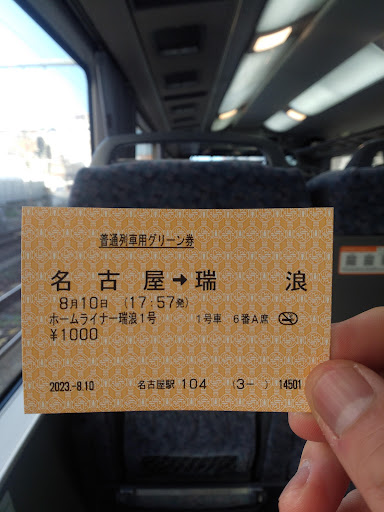 普通列車用グリーン券
名古屋➡瑞浪
8月10日 (17:57発)
ホームライナー瑞浪1号 1号車 6番A席
¥1000
2023.-8.10 名古屋駅 104 (3- ) 14501